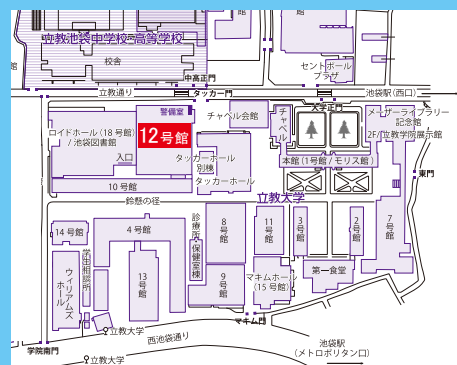 立教池袋中学校・高等学校
校舎
号館
号館
セントポール
プラザ
中高正門
立教通り
タッカー門
大学正門
池袋駅(西口)
警備室
チャペル会館
チャペル
メーザーライブラリー
記念館
2F/立教学院展示館
ロイドホール(18号館)
/池袋図書館
12号館
入口
タッカーホール
別棟
タッカーホール
本館(1号館/モリス館)
東門
10号館
鈴懸の径
立教大学
14号館
4号館
診療所
保健室棟
8号館
11号館
3号館
2号館
7号館
学生相談所
ウィリアムズ
ホール
13号館
9号館
マキムホール
(15号館)
第一食堂
マキム門
立教大学
西池袋通り
学院南門
立教大学
池袋駅
(メトロポリタン口)